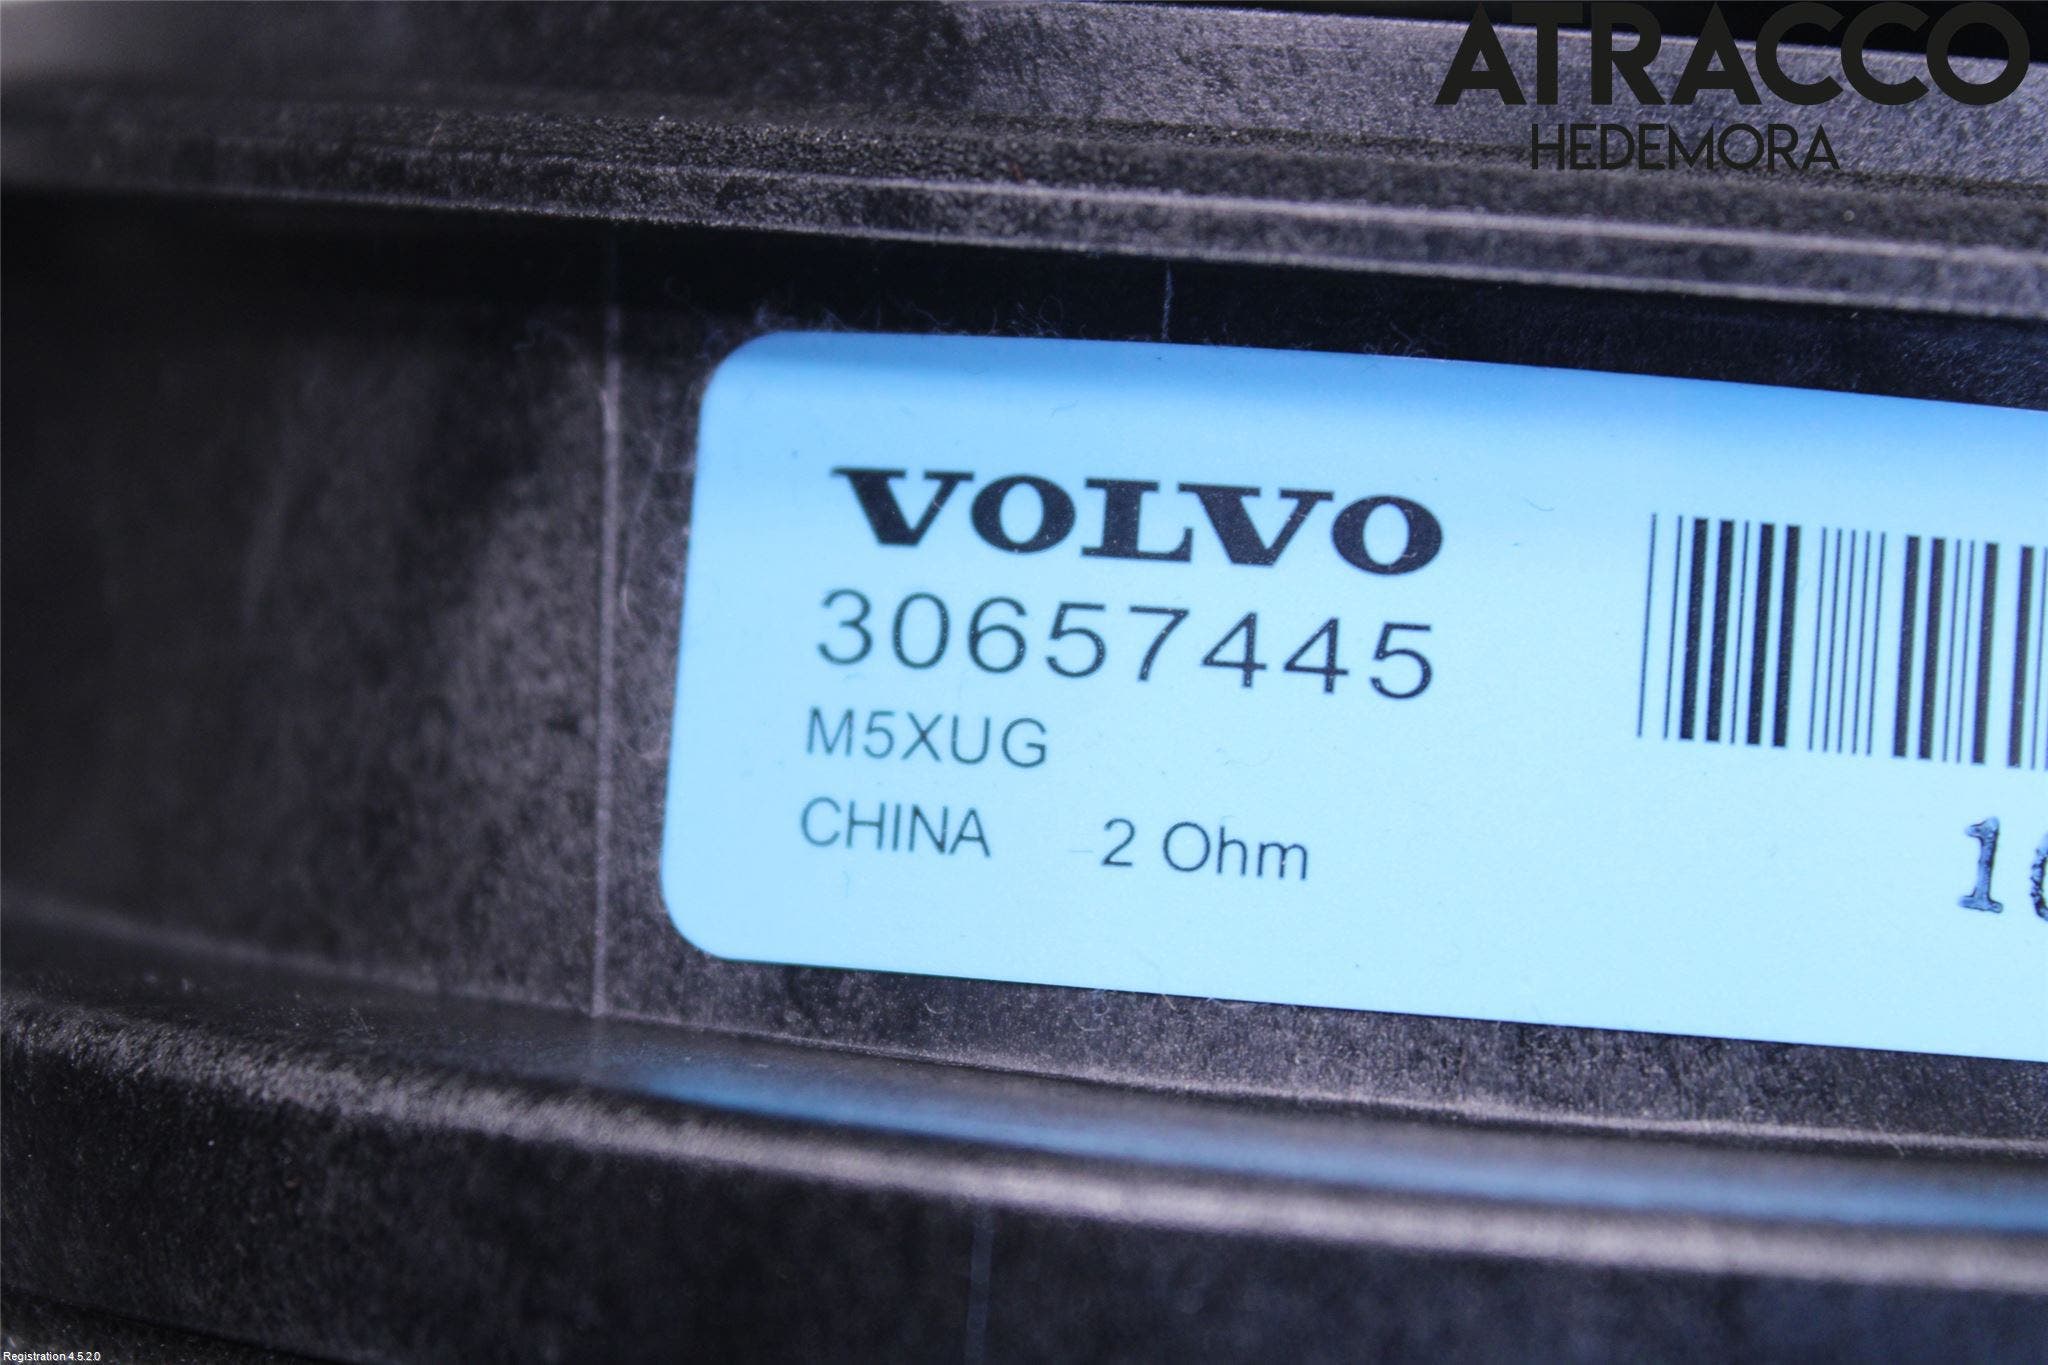 ATRACCO
HEDEMORA
VOLVO
30657445
M5XUG
CHINA 2 Ohm
Registration 4.5.2.0